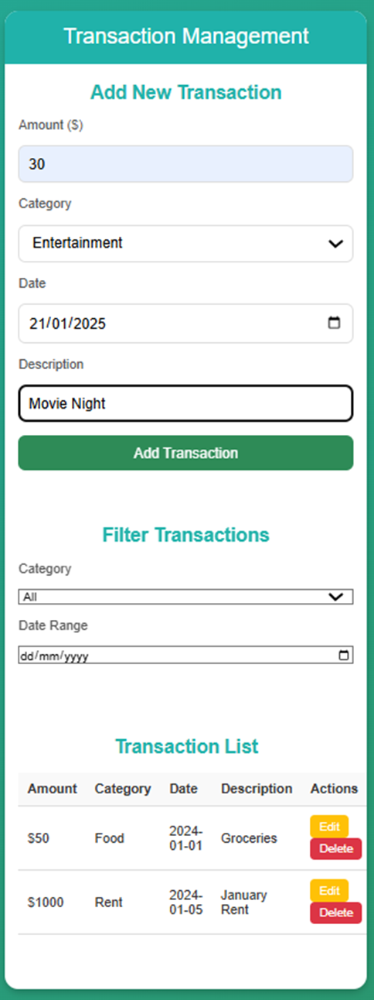 Transaction Management
Add New Transaction
Amount ($)
30
Category
Entertainment
Date
21/01/2025
Description
Movie Night
Add Transaction
Filter Transactions
Category
All
Date Range
dd/mm/yyyy
Transaction List
Amount Category Date Description Actions
$50 Food 2024-01-01 Groceries Edit Delete
$1000 Rent 2024-01-05 January Rent Edit Delete